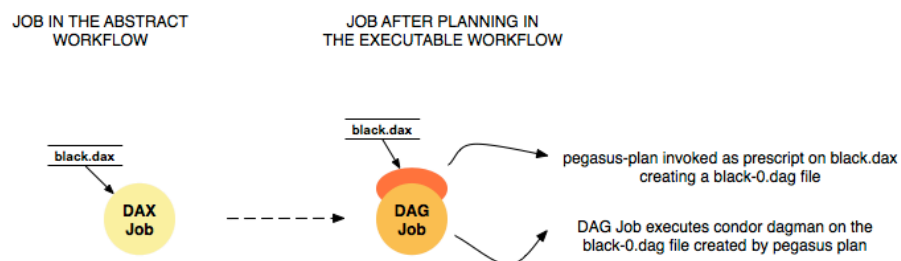 JOB IN THE ABSTRACT
WORKFLOW
JOB AFTER PLANNING IN
THE EXECUTABLE WORKFLOW
black.dax
DAX
Job
black.dax
DAG
Job
pegasus-plan invoked as prescript on black.dax
creating a black-0.dag file
DAG Job executes condor dagman on the
black-0.dag file created by pegasus plan